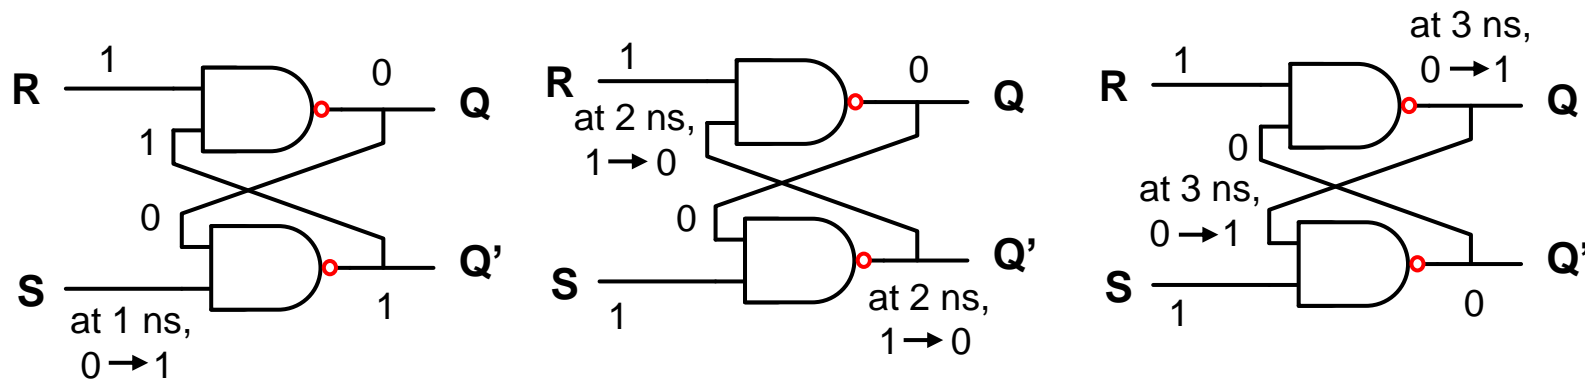 R
1
0
Q
1
0
Q’
S
at 1 ns,
0 → 1
1
R
1
0
Q
at 2 ns,
1 → 0
0
Q’
S
1
at 2 ns,
1 → 0
at 3 ns,
0 → 1
R
1
Q
0
at 3 ns,
0 → 1
Q’
S
1
0